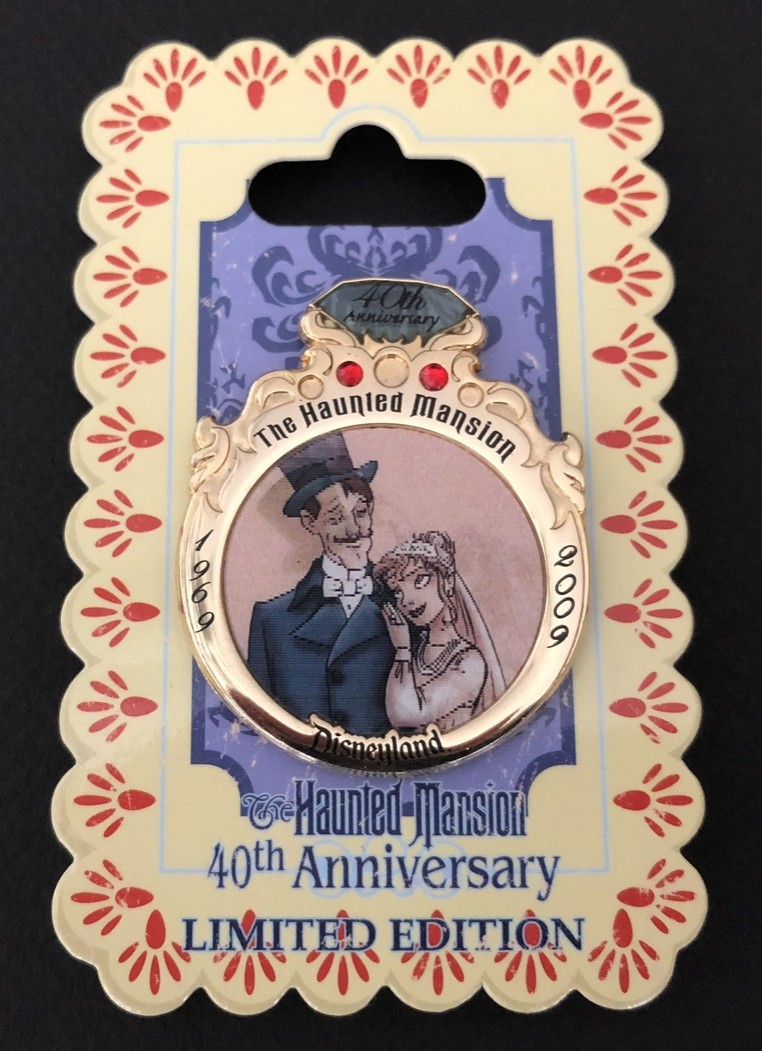 40th
Anniversary
The Haunted Mansion
1969
2009
Disneyland
The Haunted Mansion
40th Anniversary
LIMITED EDITION